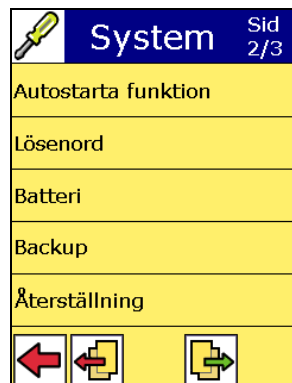 System
Sid
2/3
Autostarta funktion
Lösenord
Batteri
Backup
Återställning